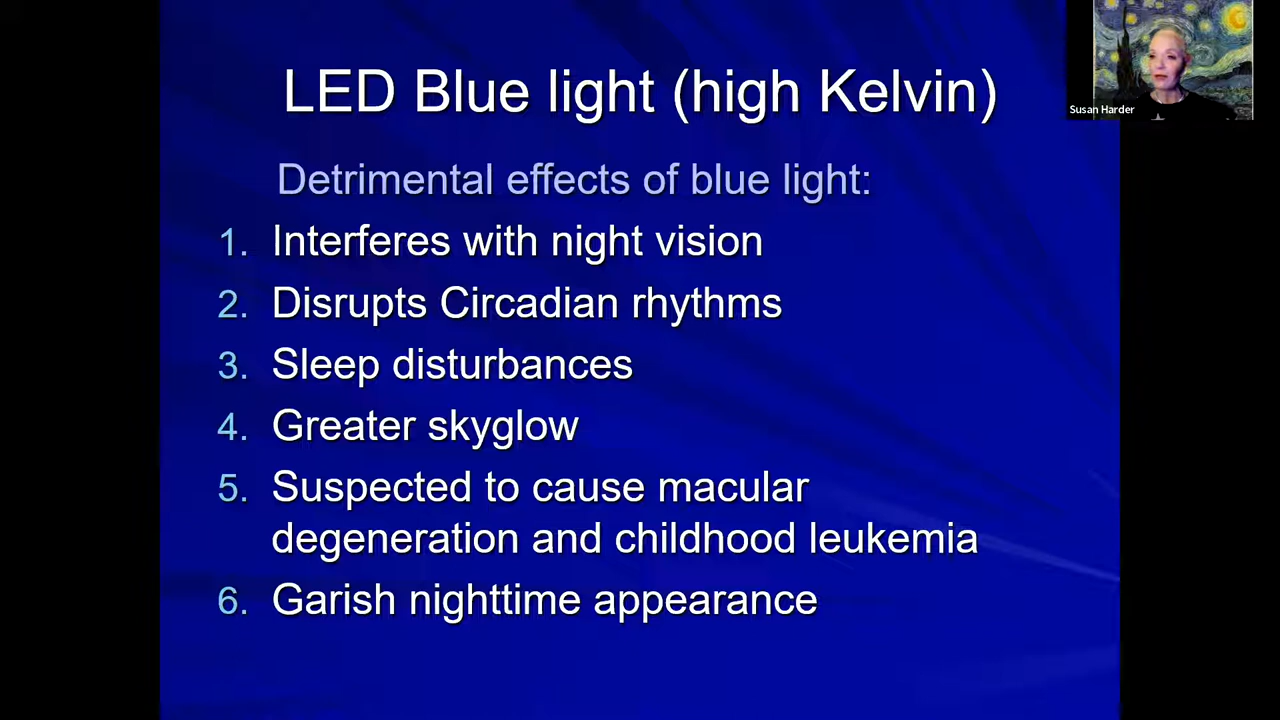 LED Blue light (high Kelvin)
Susan Harder
Detrimental effects of blue light:
1. Interferes with night vision
2. Disrupts Circadian rhythms
3. Sleep disturbances
4. Greater skyglow
5. Suspected to cause macular
degeneration and childhood leukemia
6. Garish nighttime appearance